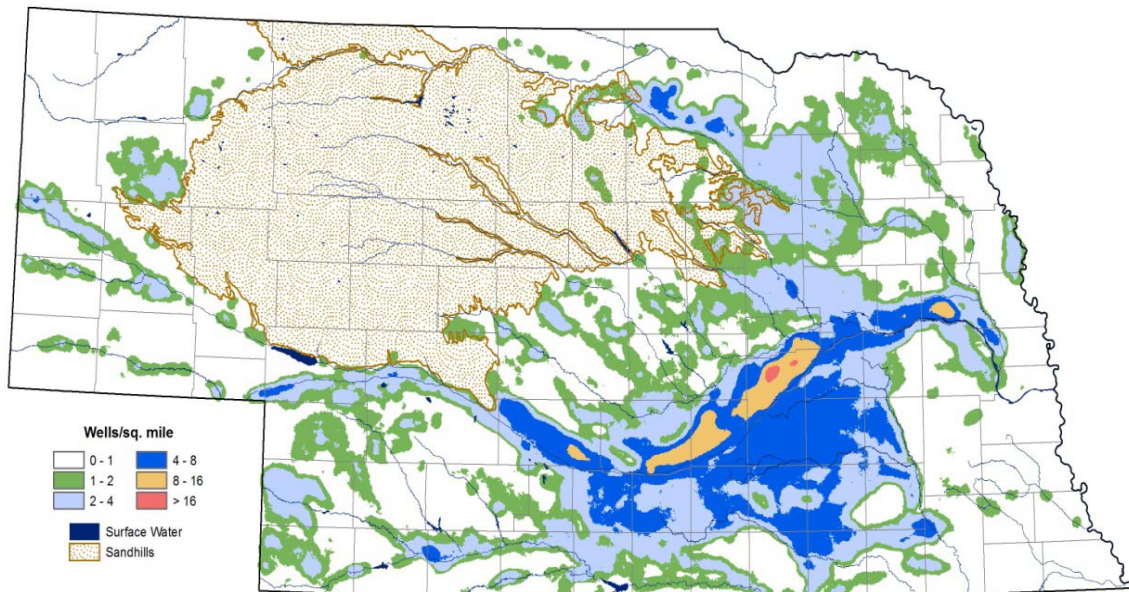 Wells/sq. mile
0 - 1
4 - 8
1 - 2
8 - 16
2 - 4
> 16
Surface Water
Sandhills